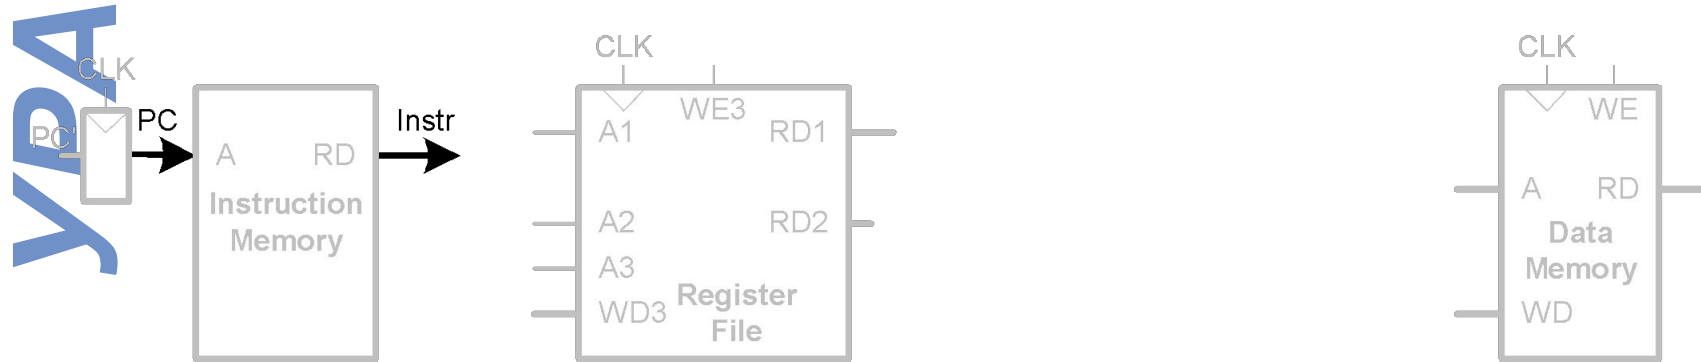 УРА
CLK
PC'
PC
A
RD
Instruction
Memory
Instr
CLK
WE3
A1
RD1
A2
RD2
A3
WD3
Register
File
CLK
WE
A
RD
Data
Memory
WD